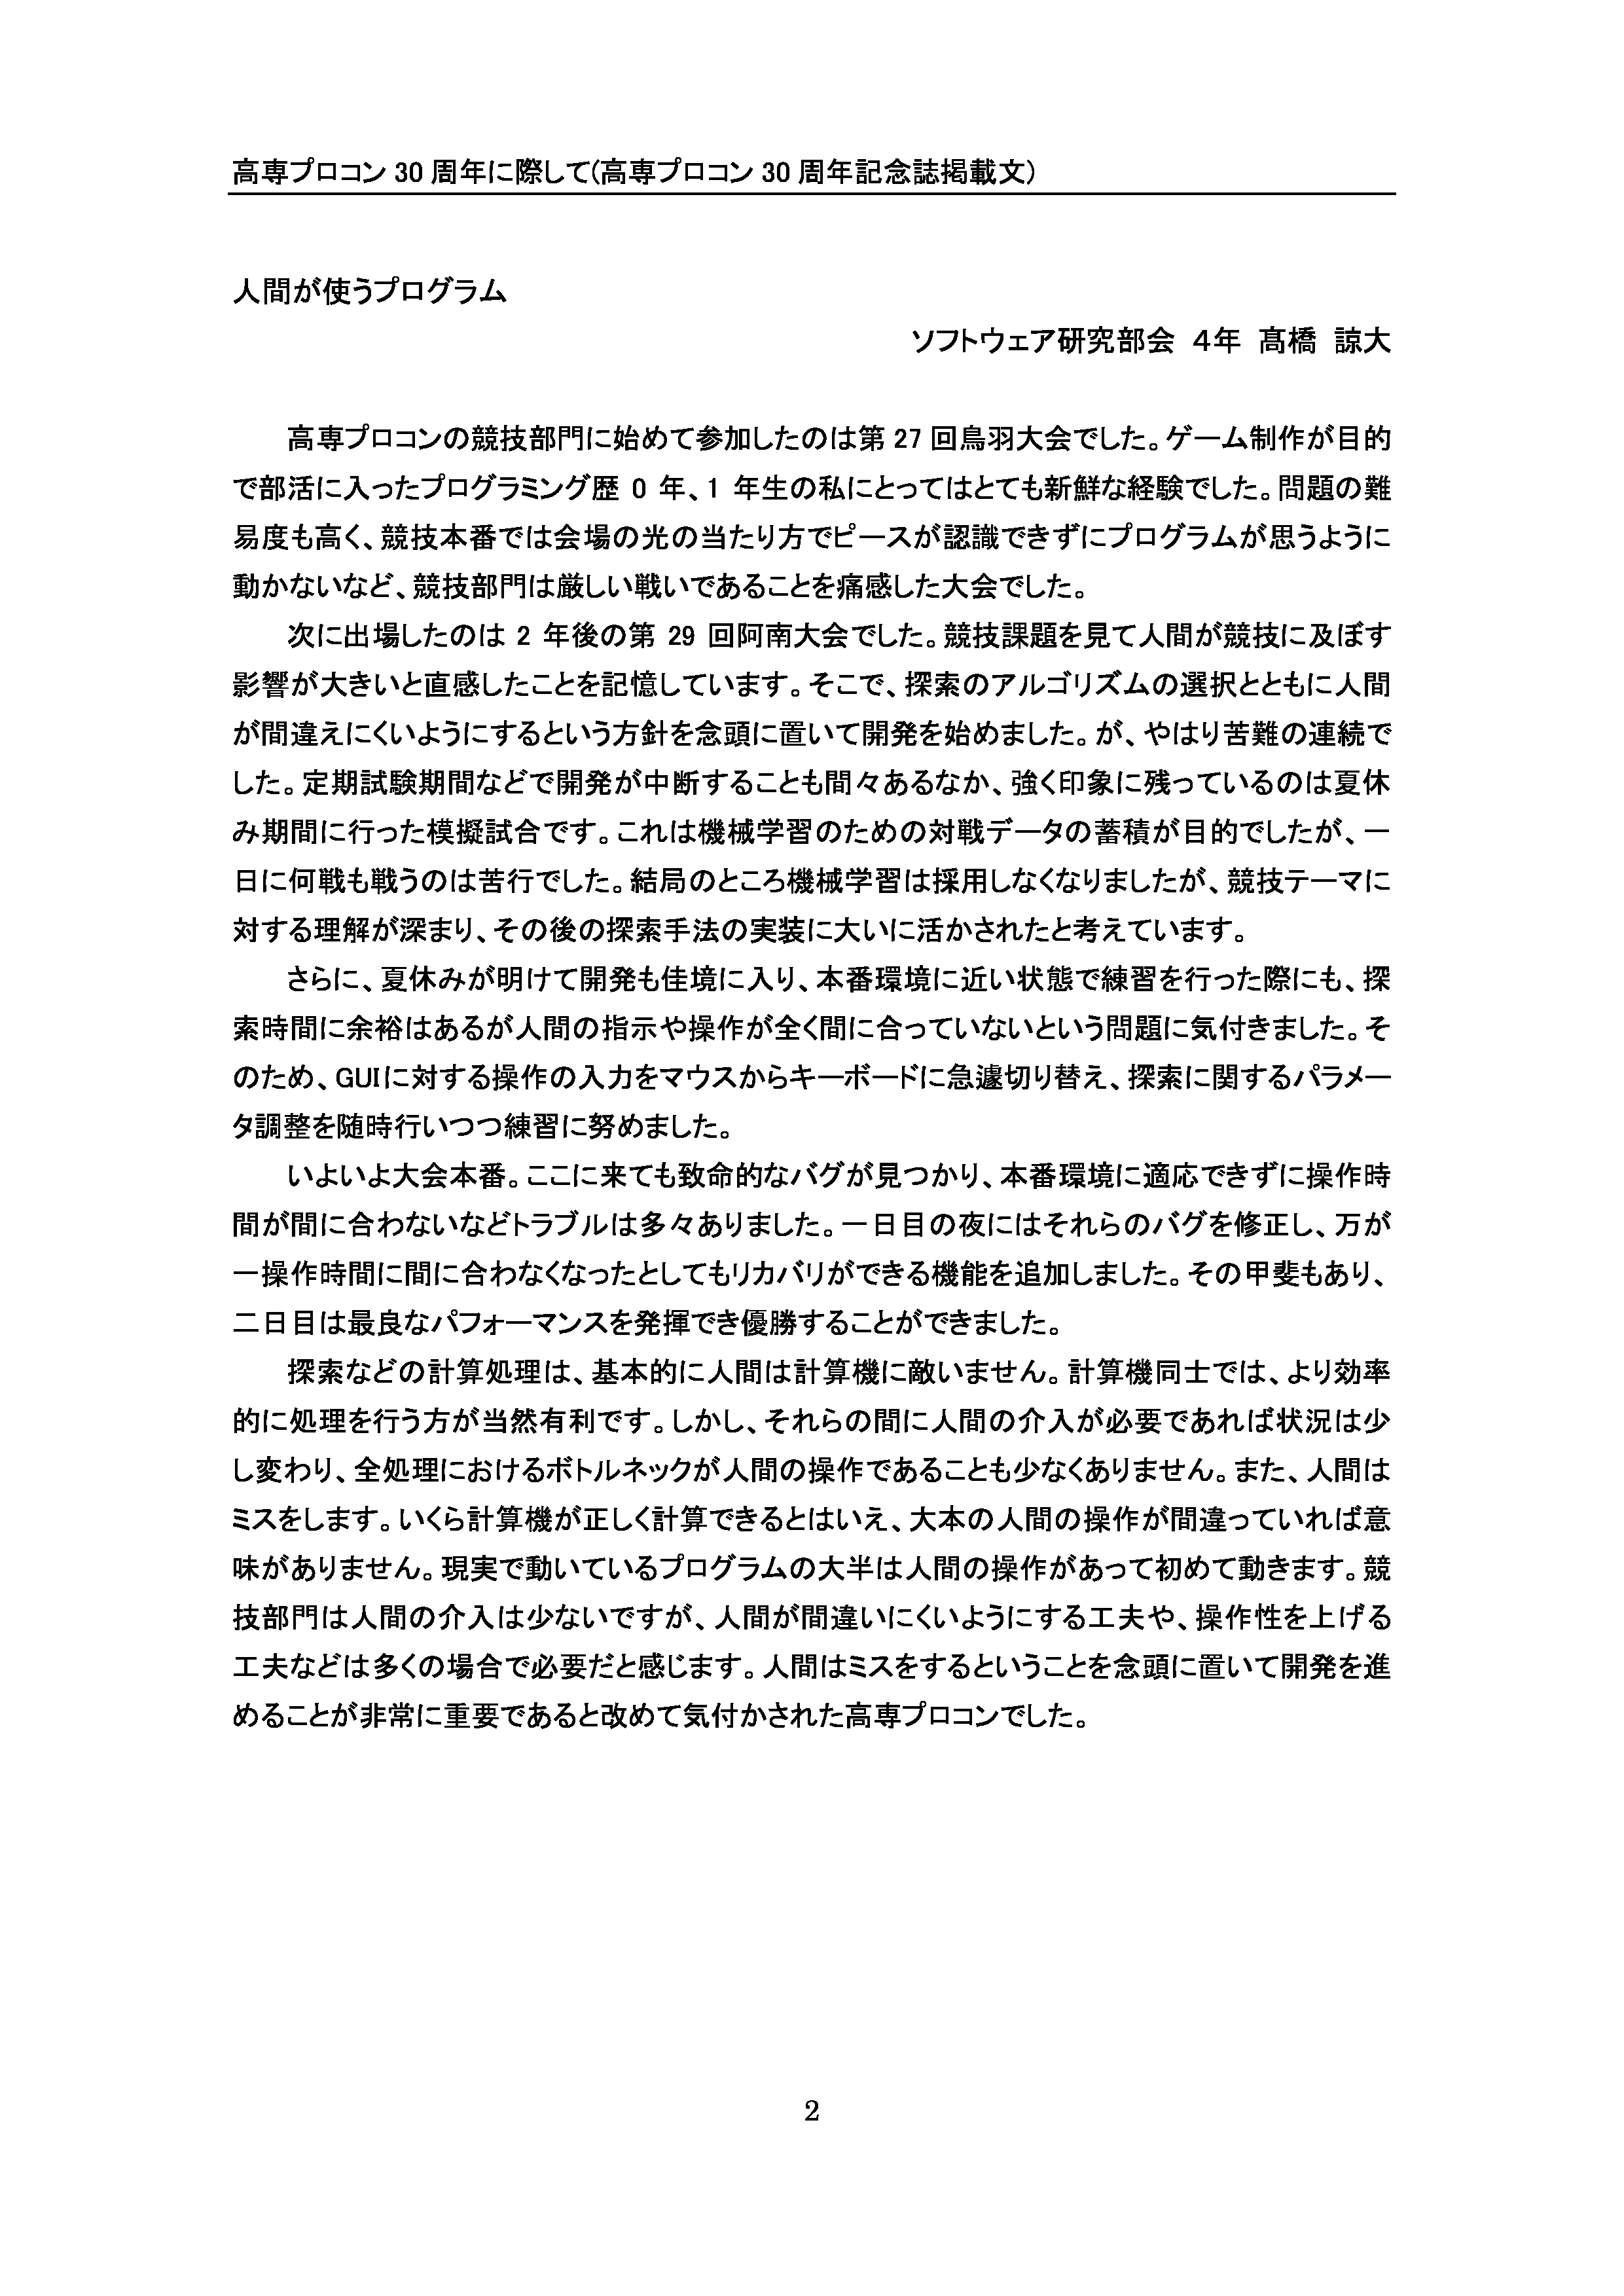 高専プロコン 30 周年に際して(高専プロコン 30 周年記念誌掲載文)
人間が使うプログラム
ソフトウェア研究部会 4年 髙橋 諒大
高専プロコンの競技部門に始めて参加したのは第 27 回鳥羽大会でした。ゲーム制作が目的
で部活に入ったプログラミング歴 0 年、1 年生の私にとってはとても新鮮な経験でした。問題の難
易度も高く、競技本番では会場の光の当たり方でピースが認識できずにプログラムが思うように
動かないなど、競技部門は厳しい戦いであることを痛感した大会でした。
次に出場したのは 2 年後の第 29 回阿南大会でした。競技課題を見て人間が競技に及ぼす
影響が大きいと直感したことを記憶しています。そこで、探索のアルゴリズムの選択とともに人間
が間違えにくいようにするという方針を念頭に置いて開発を始めました。が、やはり苦難の連続で
した。定期試験期間などで開発が中断することも間々あるなか、強く印象に残っているのは夏休
み期間に行った模擬試合です。これは機械学習のための対戦データの蓄積が目的でしたが、一
日に何戦も戦うのは苦行でした。結局のところ機械学習は採用しなくなりましたが、競技テーマに
対する理解が深まり、その後の探索手法の実装に大いに活かされたと考えています。
さらに、夏休みが明けて開発も佳境に入り、本番環境に近い状態で練習を行った際にも、探
索時間に余裕はあるが人間の指示や操作が全く間に合っていないという問題に気付きました。そ
のため、GUIに対する操作の入力をマウスからキーボードに急遽切り替え、探索に関するパラメー
タ調整を随時行いつつ練習に努めました。
いよいよ大会本番。ここに来ても致命的なバグが見つかり、本番環境に適応できずに操作時
間が間に合わないなどトラブルは多々ありました。一日目の夜にはそれらのバグを修正し、万が
一操作時間に間に合わなくなったとしてもリカバリができる機能を追加しました。その甲斐もあり、
二日目は最良なパフォーマンスを発揮でき優勝することができました。
探索などの計算処理は、基本的に人間は計算機に敵いません。計算機同士では、より効率
的に処理を行う方が当然有利です。しかし、それらの間に人間の介入が必要であれば状況は少
し変わり、全処理におけるボトルネックが人間の操作であることも少なくありません。また、人間は
ミスをします。いくら計算機が正しく計算できるとはいえ、大本の人間の操作が間違っていれば意
味がありません。現実で動いているプログラムの大半は人間の操作があって初めて動きます。競
技部門は人間の介入は少ないですが、人間が間違いにくいようにする工夫や、操作性を上げる
工夫などは多くの場合で必要だと感じます。人間はミスをするということを念頭に置いて開発を進
めることが非常に重要であると改めて気付かされた高専プロコンでした。
2